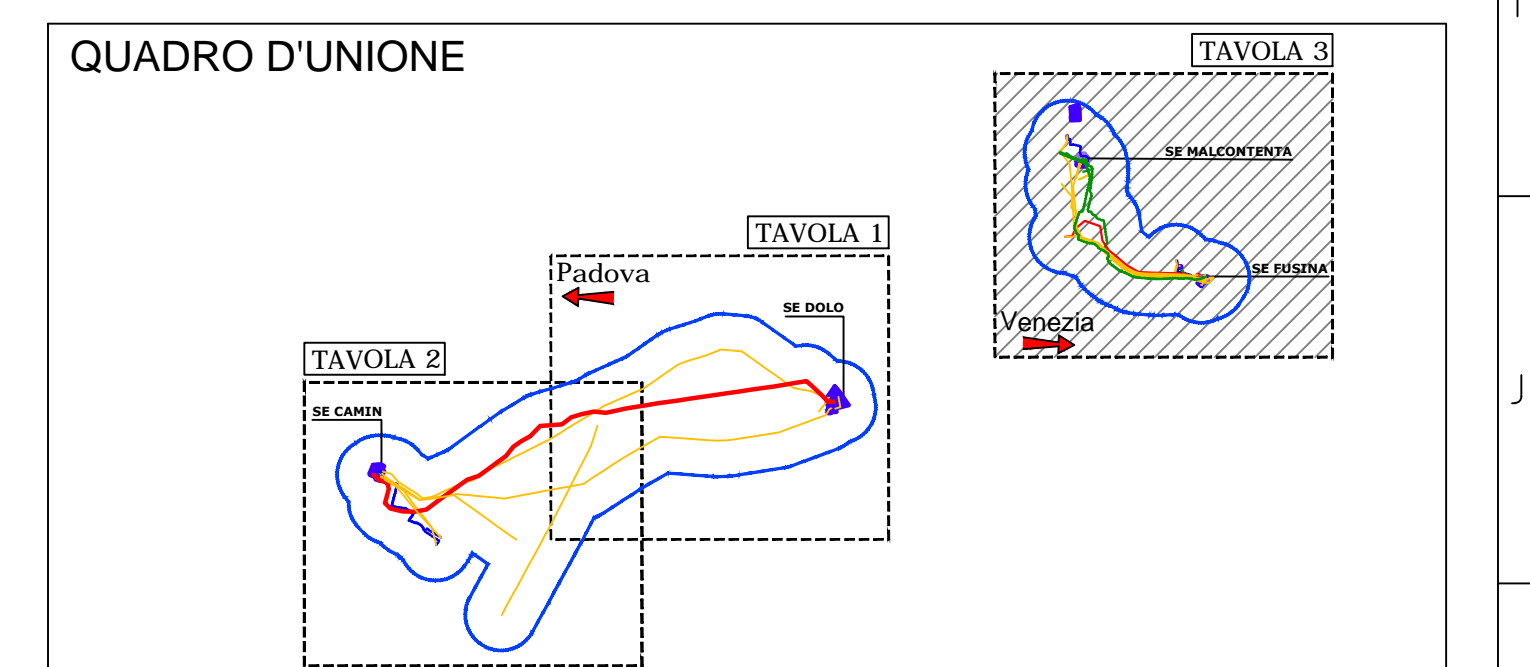 QUADRO D'UNIONE
TAVOLA 3
SE MALCONTENTA
SE FUSINA
Venezia
TAVOLA 1
Padova
SE DOLO
TAVOLA 2
SE CAMIN